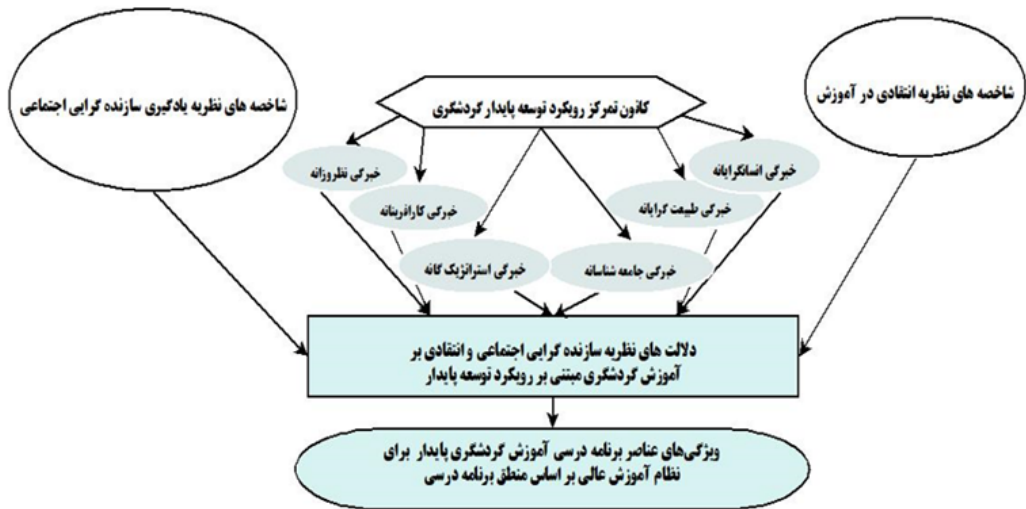 شاخصه های نظریه انتقادی در آموزش
کانون تمرکز رویکرد توسعه پایدار گردشگری
شاخصه های نظریه یادگیری سازنده گرایی اجتماعی
خبرگی انسانگرایانه
خبرگی نظرورزانه
خبرگی طبیعت گرایانه
خبرگی کارآفرینانه
خبرگی جامعه شناسانه
خبرگی استراتژیک گانه
دلالت های نظریه سازنده گرایی اجتماعی و انتقادی بر
آموزش گردشگری مبتنی بر رویکرد توسعه پایدار
ویژگی‌های عناصر برنامه درسی آموزش گردشگری پایدار برای
نظام آموزش عالی بر اساس منطق برنامه درسی